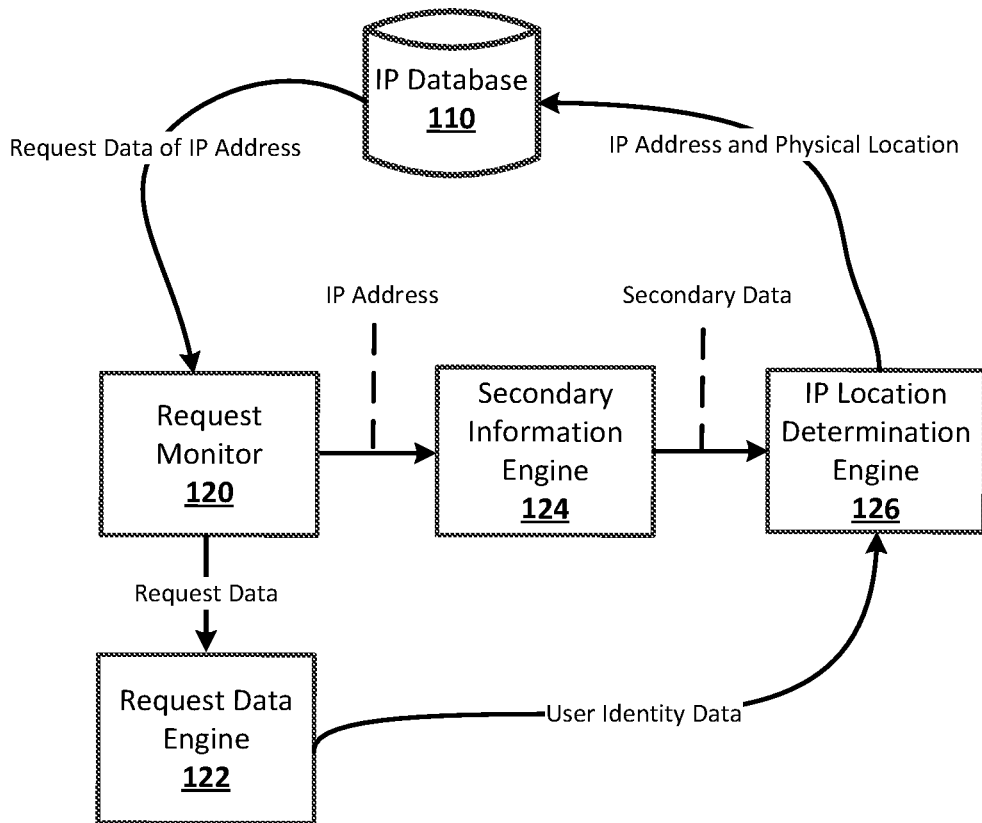 IP Database
110
Request Data of IP Address
IP Address and Physical Location
IP Address
Secondary Data
Request
Monitor
120
Secondary
Information
Engine
124
IP Location
Determination
Engine
126
Request Data
Request Data
Engine
122
User Identity Data